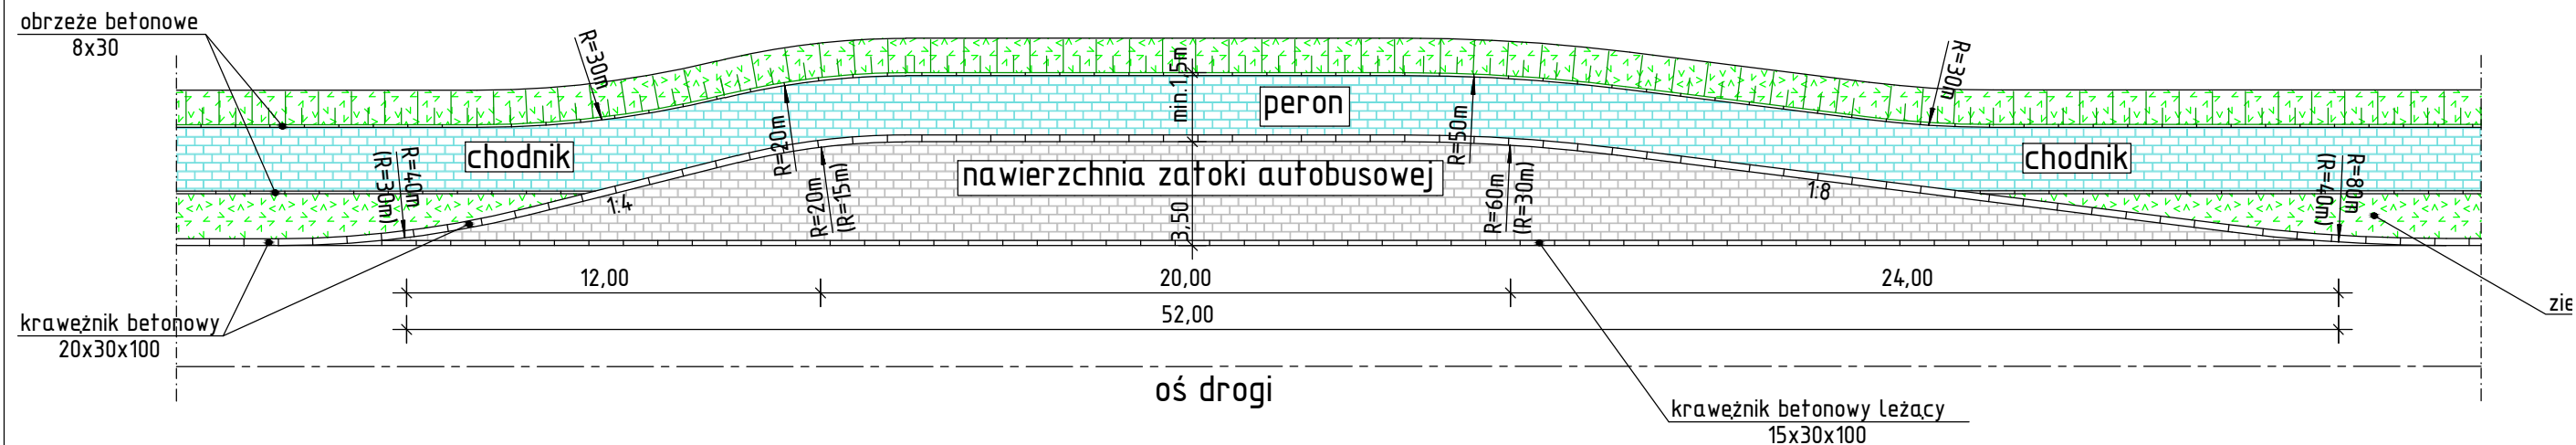 obrzeże betonowe
8x30
R=30m
min.1,5m
peron
R=30m
R=20m
R=50m
chodnik
chodnik
R=40m
(R=30m)
R=20m
(R=15m)
nawierzchnia zatoki autobusowej
R=60m
(R=30m)
R=80m
(R=40m)
1:4
1:8
3,50
12,00
20,00
24,00
52,00
krawężnik betonowy
20x30x100
zie
oś drogi
krawężnik betonowy leżący
15x30x100